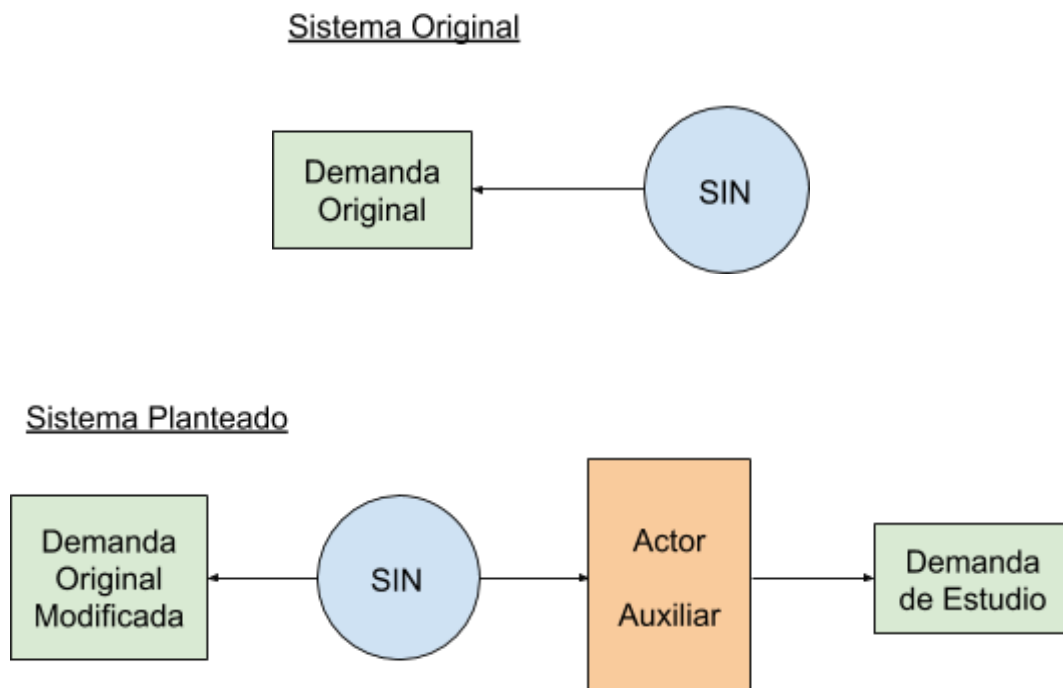 Sistema Original
Demanda
Original
SIN
Sistema Planteado
Demanda
Original
Modificada
SIN
Actor
Auxiliar
Demanda
de Estudio